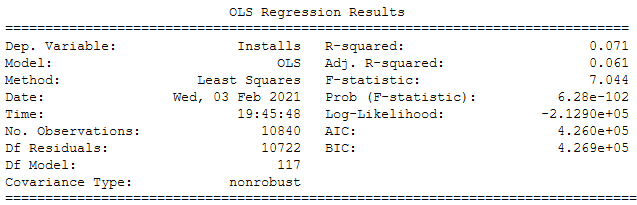 OLS Regression Results
==============================================================================
Dep. Variable: Installs R-squared: 0.071
Model: OLS Adj. R-squared: 0.061
Method: Least Squares F-statistic: 7.044
Date: Wed, 03 Feb 2021 Prob (F-statistic): 6.28e-102
Time: 19:45:48 Log-Likelihood: -2.1290e+05
No. Observations: 10840 AIC: 4.260e+05
Df Residuals: 10722 BIC: 4.269e+05
Df Model: 117
Covariance Type: nonrobust
==============================================================================